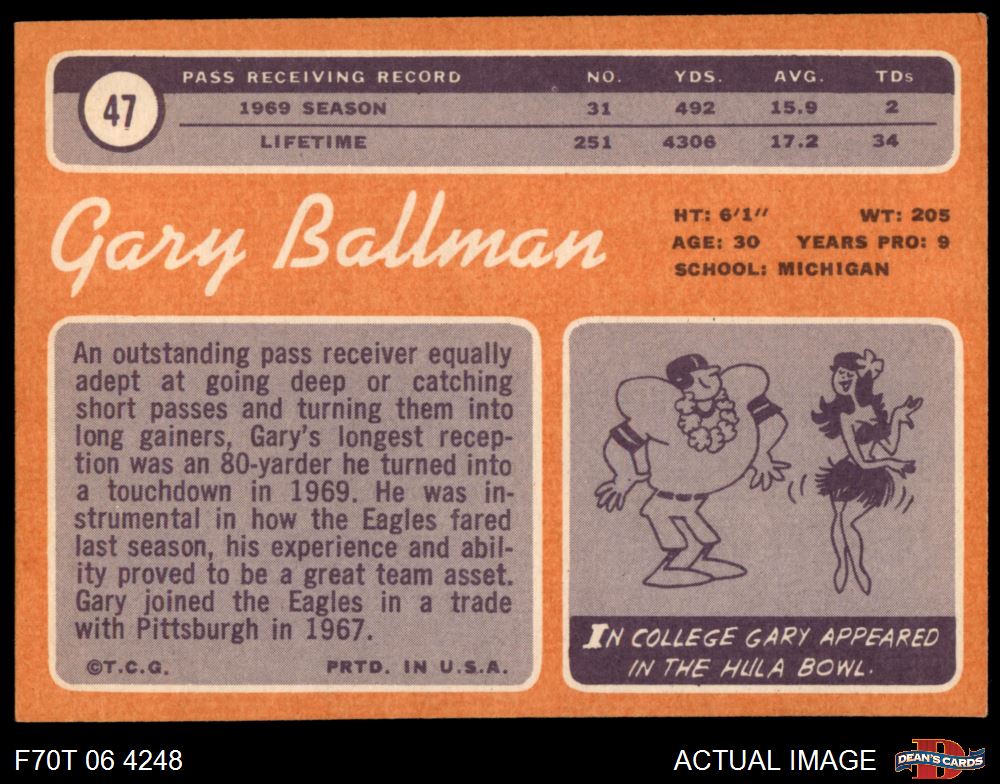 47
PASS RECEIVING RECORD NO. YDS. AVG. TDs
1969 SEASON 31 492 15.9 2
LIFETIME 251 4306 17.2 34
Gary Ballman
HT: 6'1" WT: 205
AGE: 30 YEARS PRO: 9
SCHOOL: MICHIGAN
An outstanding pass receiver equally
adept at going deep or catching
short passes and turning them into
long gainers, Gary's longest recep-
tion was an 80-yarder he turned into
a touchdown in 1969. He was in-
strumental in how the Eagles fared
last season, his experience and abil-
ity proved to be a great team asset.
Gary joined the Eagles in a trade
with Pittsburgh in 1967.
©T.C.G. PRTD. IN U.S.A.
IN COLLEGE GARY APPEARED
IN THE HULA BOWL.
F70T 06 4248
ACTUAL IMAGE
D
DEAN'S CARDS